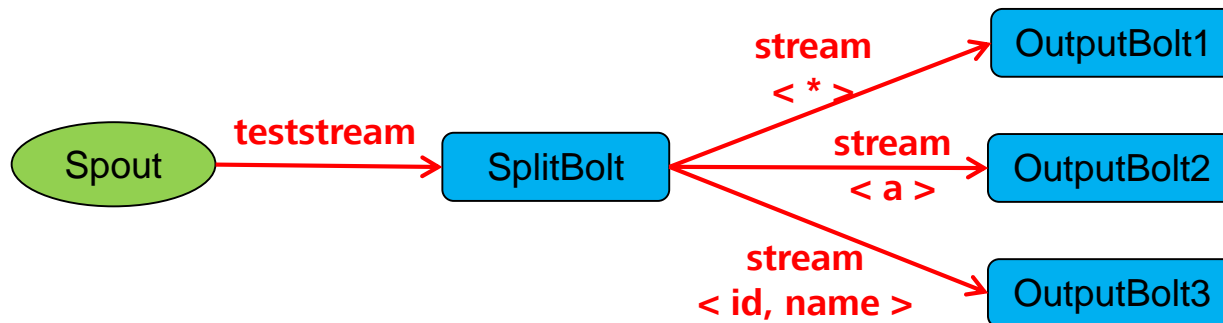 Spout
teststream
SplitBolt
stream
< * >
OutputBolt1
stream
< a >
OutputBolt2
stream
< id, name >
OutputBolt3